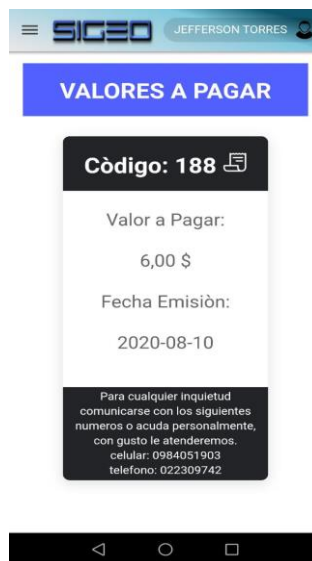 SIGEO
JEFFERSON TORRES
VALORES A PAGAR
Còdigo: 188
Valor a Pagar:
6,00 $
Fecha Emisiòn:
2020-08-10
Para cualquier inquietud
comunicarse con los siguientes
numeros o acuda personalmente,
con gusto le atenderemos.
celular: 0984051903
telefono: 022309742